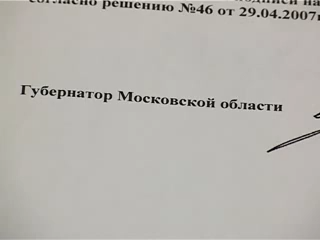 согласно решению №46 от 29.04.2007г
Губернатор Московской области